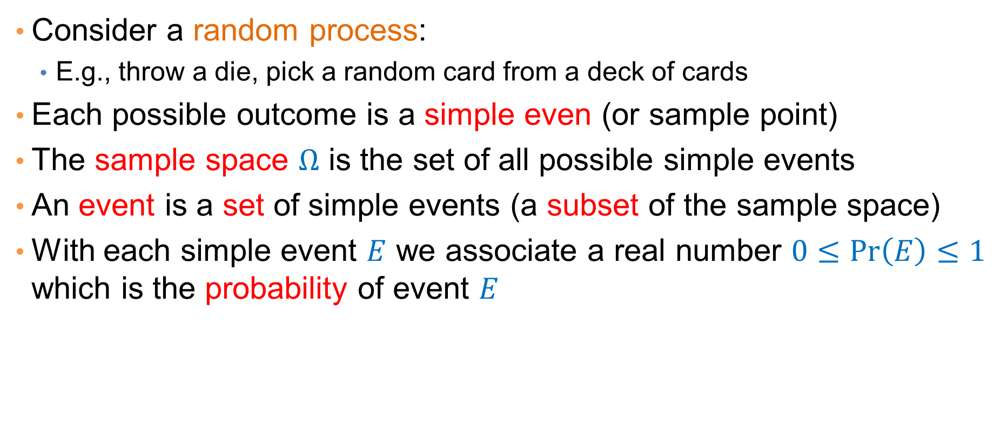 • Consider a random process:
• E.g., throw a die, pick a random card from a deck of cards
• Each possible outcome is a simple even (or sample point)
• The sample space Ω is the set of all possible simple events
• An event is a set of simple events (a subset of the sample space)
• With each simple event E we associate a real number 0 ≤ Pr(E) ≤ 1
which is the probability of event E